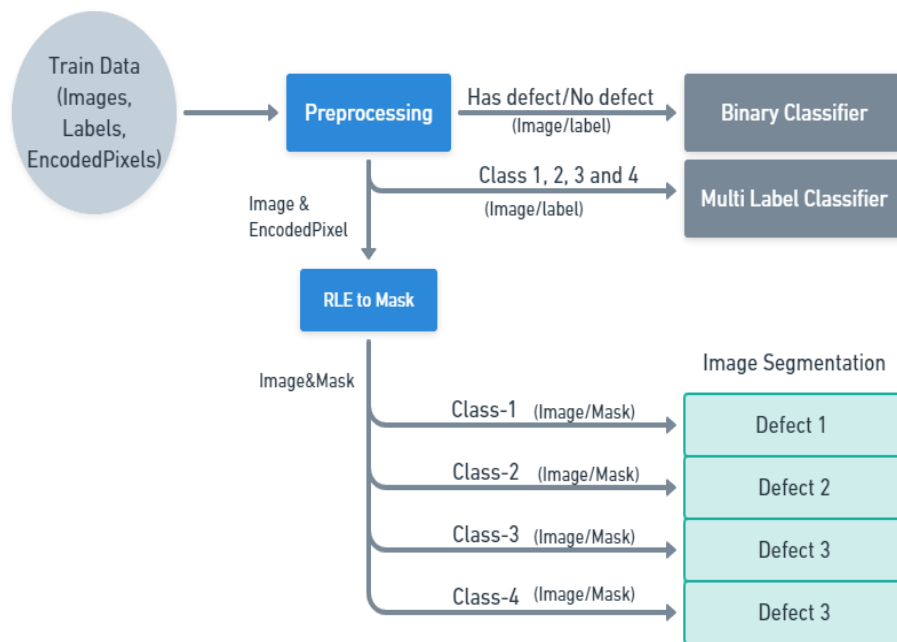 Train Data
(Images,
Labels,
EncodedPixels)
Preprocessing
Has defect/No defect
(Image/label)
Binary Classifier
Class 1, 2, 3 and 4
(Image/label)
Multi Label Classifier
Image &
EncodedPixel
RLE to Mask
Image&Mask
Image Segmentation
Class-1 (Image/Mask)
Defect 1
Class-2 (Image/Mask)
Defect 2
Class-3 (Image/Mask)
Defect 3
Class-4 (Image/Mask)
Defect 3